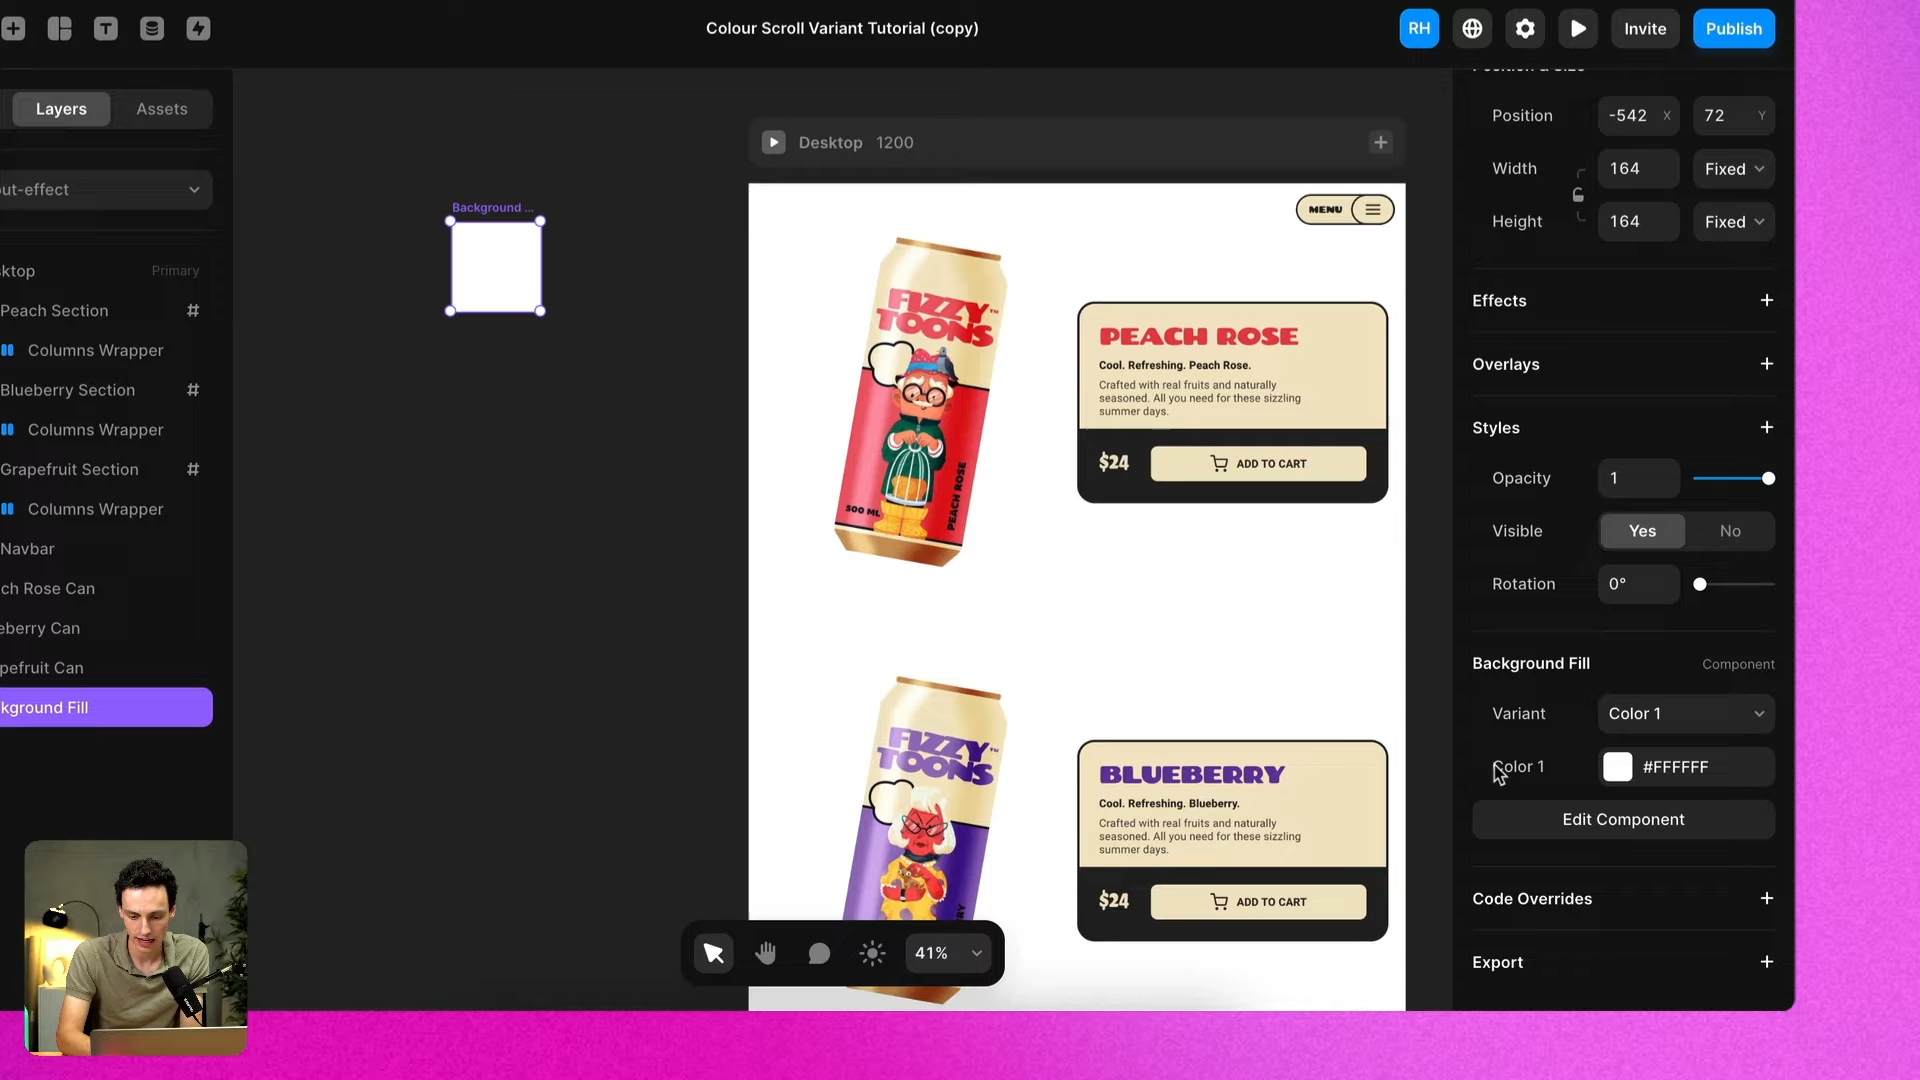 T
Colour Scroll Variant Tutorial (copy)
RH
Invite
Publish
Layers
Assets
out-effect
sktop
Primary
Peach Section
Columns Wrapper
Blueberry Section
Columns Wrapper
Grapefruit Section
Columns Wrapper
Navbar
ch Rose Can
eberry Can
pefruit Can
kground Fill
Background ...
Desktop 1200
MENU
FIZZY
TOONS™
500 ML
PEACH ROSE
PEACH ROSE
Cool. Refreshing. Peach Rose.
Crafted with real fruits and naturally
seasoned. All you need for these sizzling
summer days.
$24
ADD TO CART
FIZZY
TOONS™
BLUEBERRY
Cool. Refreshing. Blueberry.
Crafted with real fruits and naturally
seasoned. All you need for these sizzling
summer days.
$24
ADD TO CART
41%
Position & Size
Position
-542 X
72 Y
Width
164
Fixed
Height
164
Fixed
Effects
Overlays
Styles
Opacity
1
Visible
Yes
No
Rotation
0°
Background Fill
Component
Variant
Color 1
Color 1
#FFFFFF
Edit Component
Code Overrides
Export